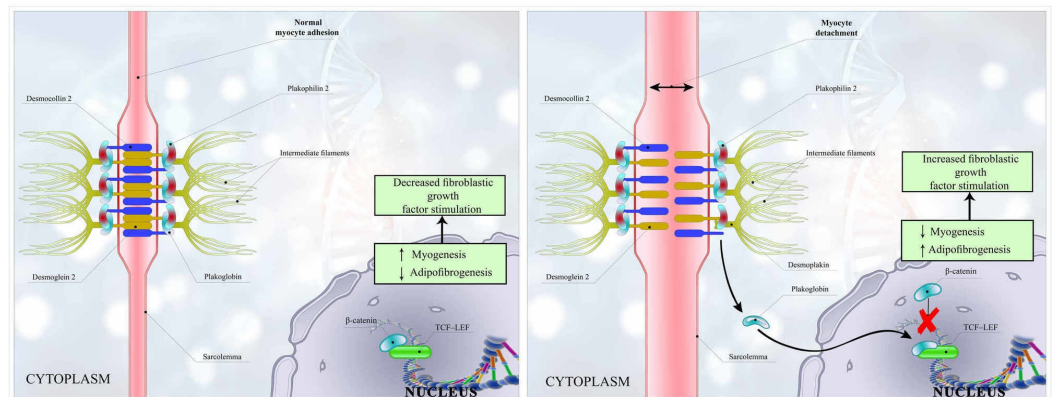 Normal
myocyte adhesion
Desmocollin 2
Plakophilin 2
Intermediate filaments
Decreased fibroblastic
growth
factor stimulation
↑ Myogenesis
↓ Adipofibrogenesis
Desmoglein 2
Plakoglobin
β-catenin
TCF-LEF
Sarcolemma
CYTOPLASM
NUCLEUS
Myocyte
detachment
Desmocollin 2
Plakophilin 2
Intermediate filaments
Increased fibroblastic
growth
factor stimulation
↓ Myogenesis
↑ Adipofibrogenesis
Desmoglein 2
Desmoplakin
β-catenin
Plakoglobin
TCF-LEF
Sarcolemma
CYTOPLASM
NUCLEUS